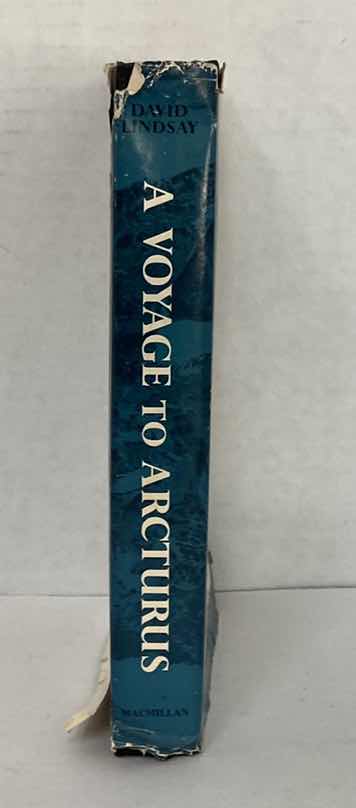 DAVID
LINDSAY
A VOYAGE TO ARCTURUS
MACMILLAN